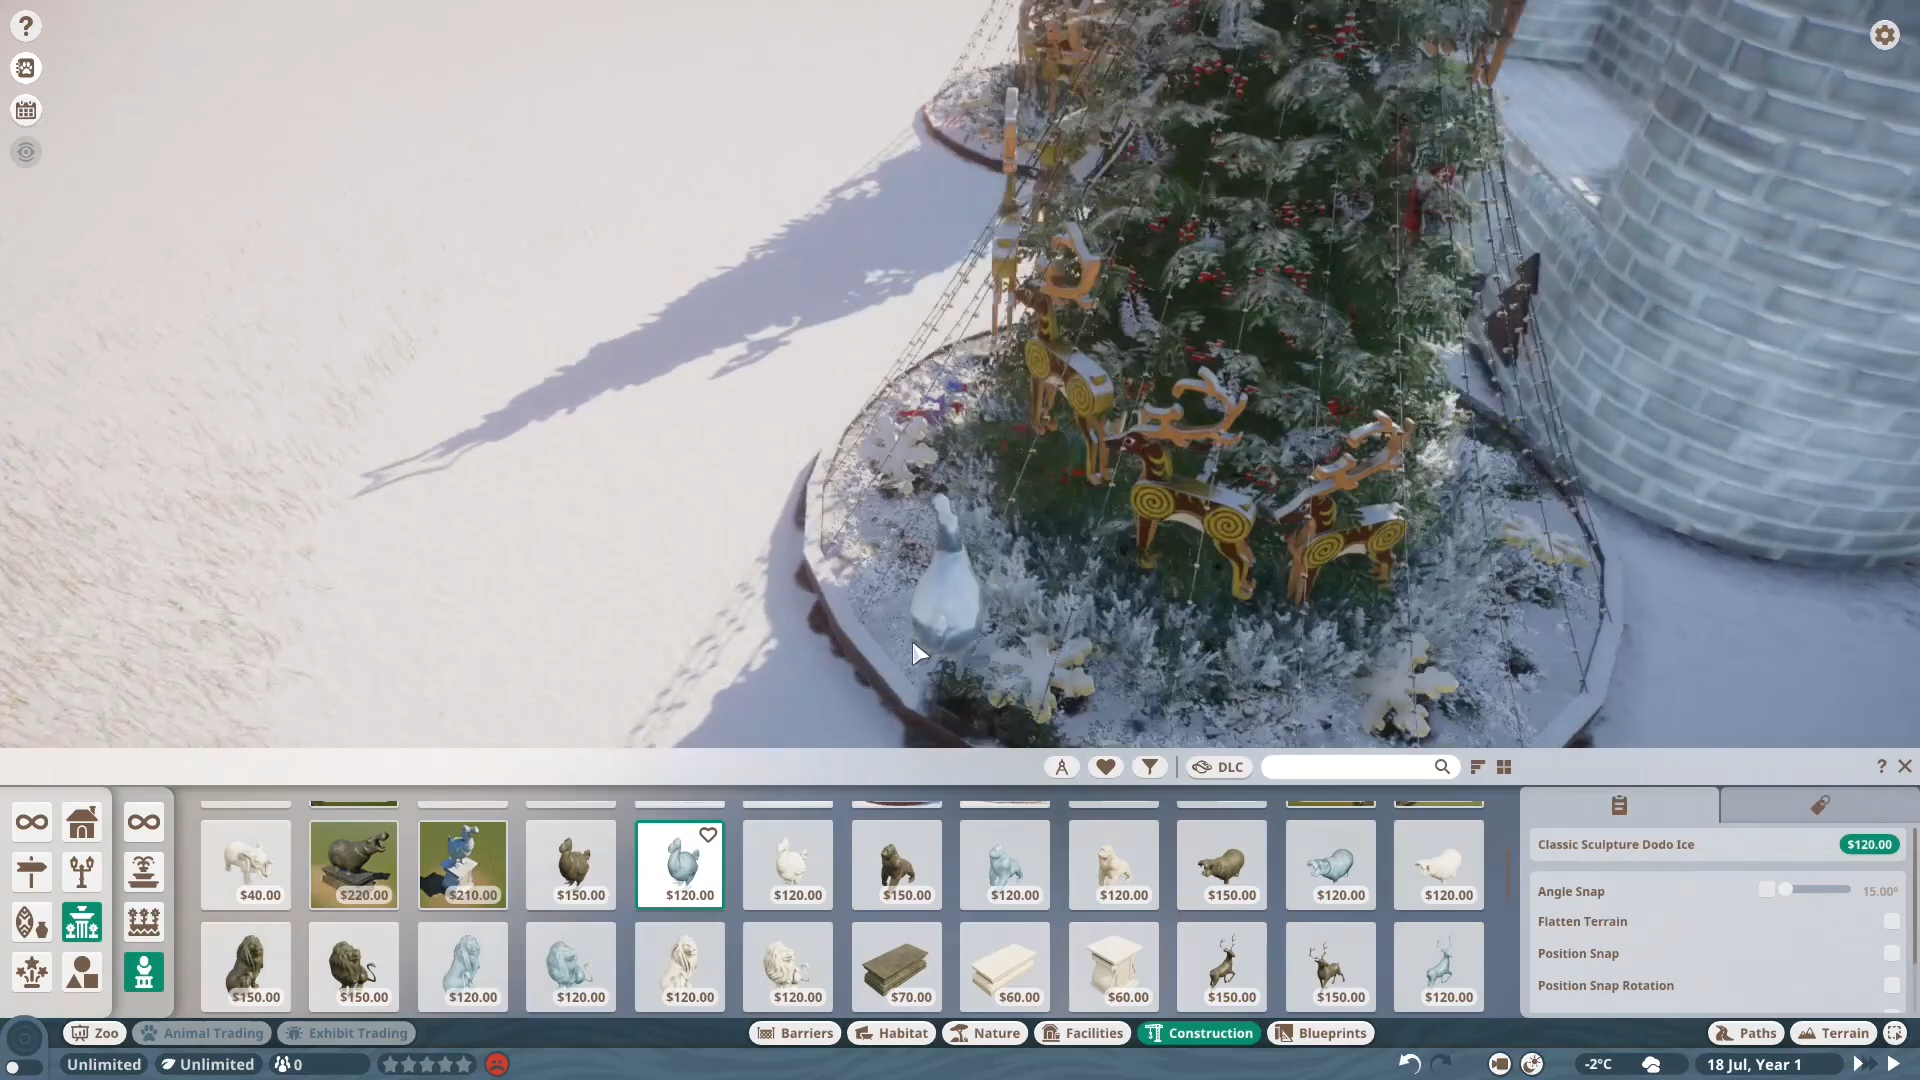 ?
DLC
?
Classic Sculpture Dodo Ice $120.00
$40.00 $220.00 $210.00 $150.00 $120.00 $120.00 $150.00 $120.00 $120.00 $150.00 $120.00 $120.00
Angle Snap 15.00°
Flatten Terrain
Position Snap
Position Snap Rotation
$150.00 $150.00 $120.00 $120.00 $120.00 $120.00 $70.00 $60.00 $60.00 $150.00 $150.00 $120.00
Zoo Animal Trading Exhibit Trading Barriers Habitat Nature Facilities Construction Blueprints Paths Terrain
Unlimited Unlimited 0 -2°C 18 Jul, Year 1